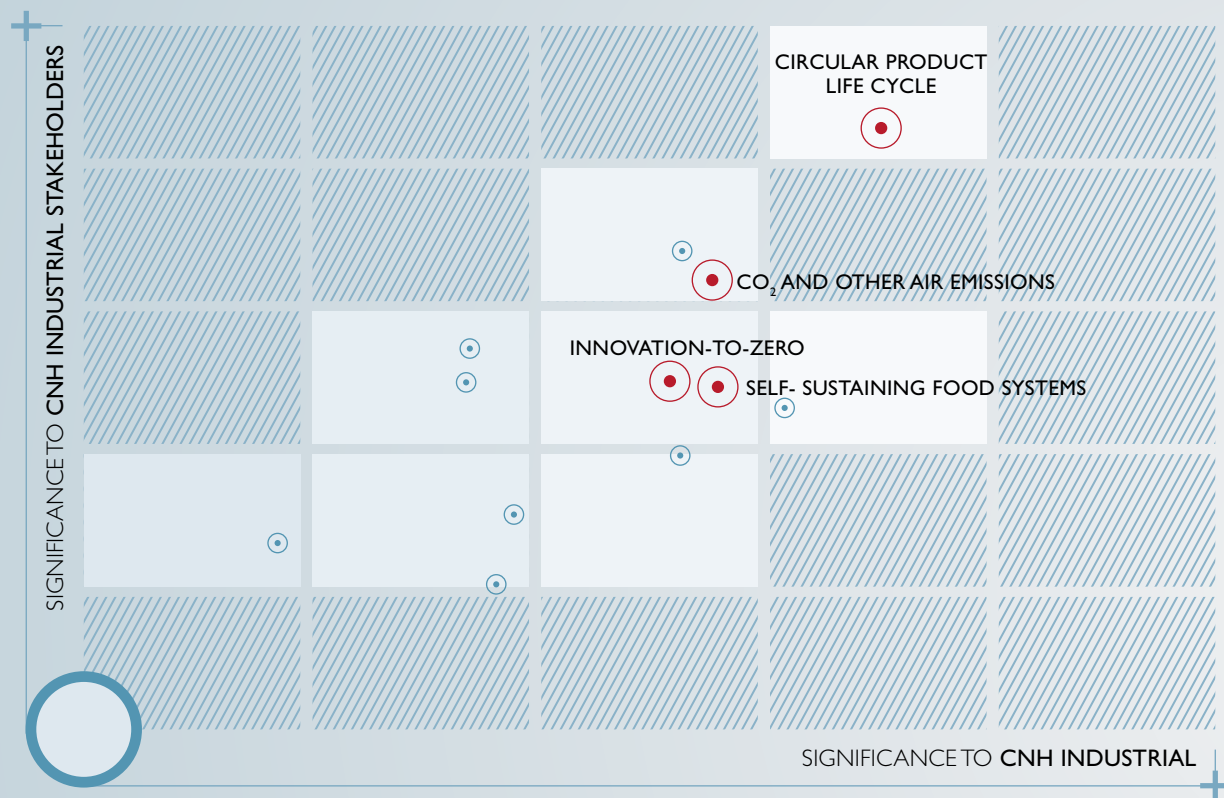 SIGNIFICANCE TO CNH INDUSTRIAL STAKEHOLDERS
CIRCULAR PRODUCT
LIFE CYCLE
CO₂ AND OTHER AIR EMISSIONS
INNOVATION-TO-ZERO
SELF- SUSTAINING FOOD SYSTEMS
SIGNIFICANCE TO CNH INDUSTRIAL